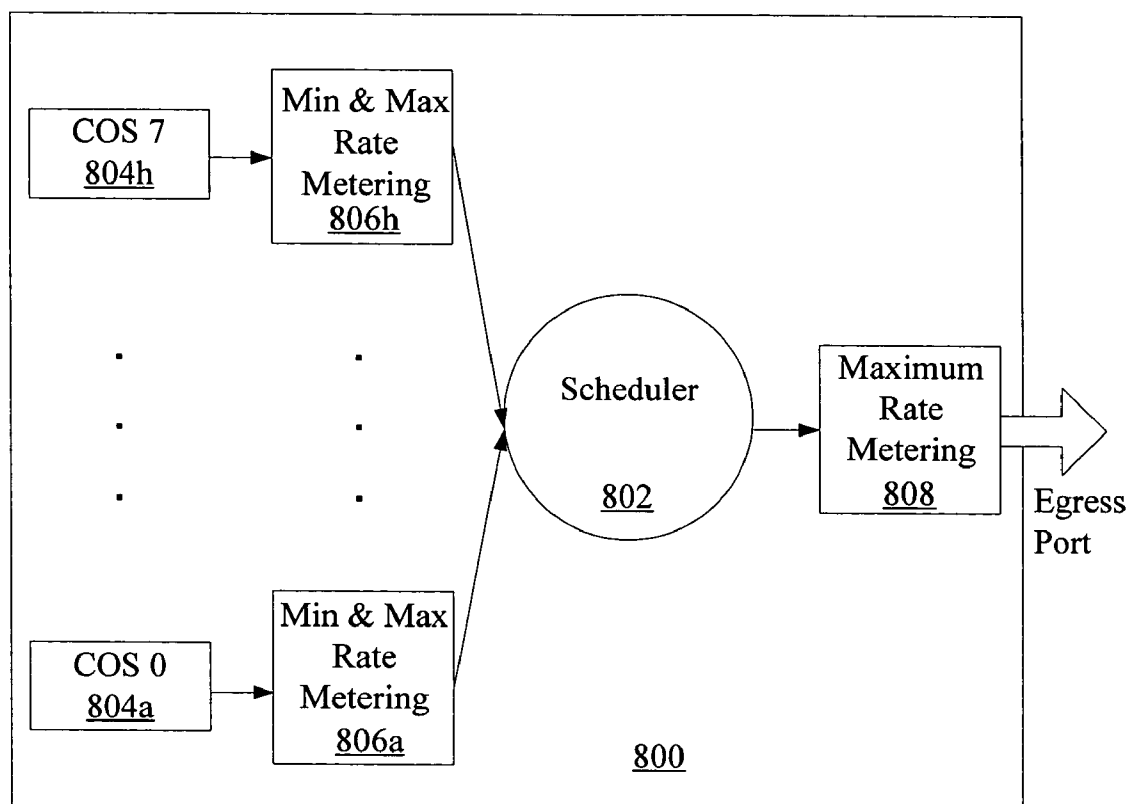 COS 7
804h
Min & Max
Rate
Metering
806h
Scheduler
802
Maximum
Rate
Metering
808
Egress
Port
COS 0
804a
Min & Max
Rate
Metering
806a
800